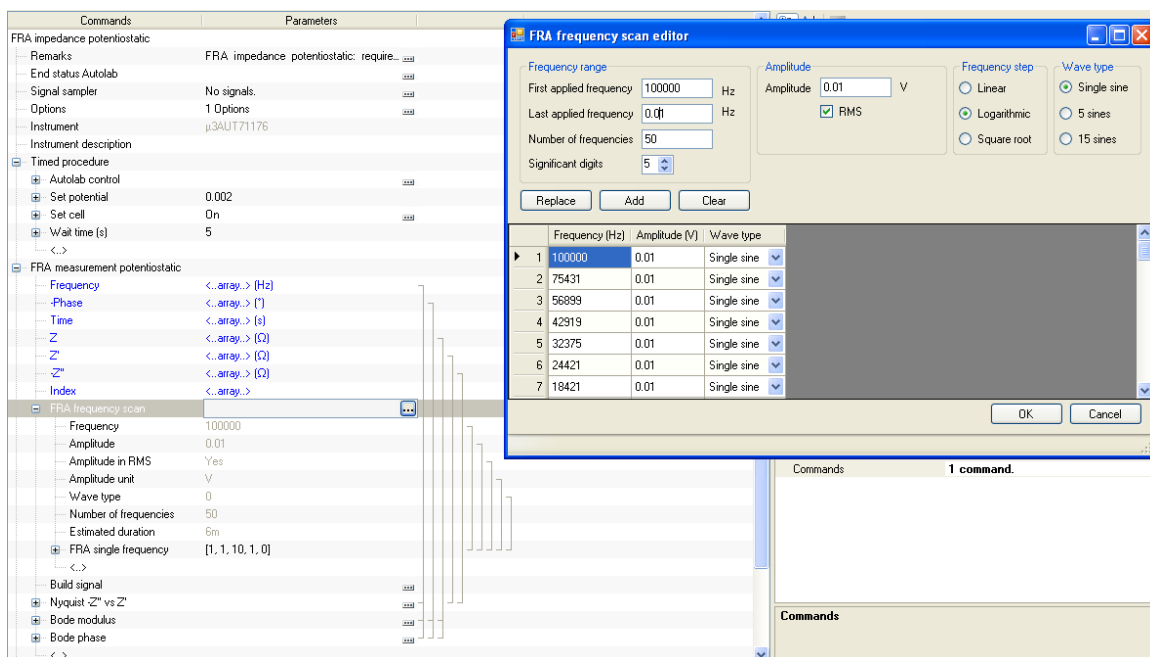 Commands Parameters
FRA impedance potentiostatic
Remarks FRA impedance potentiostatic: require... ...
End status Autolab ...
Signal sampler No signals. ...
Options 1 Options ...
Instrument µ3AUT71176
Instrument description
Timed procedure
Autolab control ...
Set potential 0.002
Set cell On ...
Wait time (s) 5
<..>
FRA measurement potentiostatic
Frequency <..array..> (Hz)
-Phase <..array..> (°)
Time <..array..> (s)
Z <..array..> (Ω)
Z' <..array..> (Ω)
-Z'' <..array..> (Ω)
Index <..array..>
FRA frequency scan ...
Frequency 100000
Amplitude 0.01
Amplitude in RMS Yes
Amplitude unit V
Wave type 0
Number of frequencies 50
Estimated duration 6m
FRA single frequency [1, 1, 10, 1, 0]
<..>
Build signal ...
Nyquist -Z'' vs Z' ...
Bode modulus ...
Bode phase ...
FRA frequency scan editor
Frequency range
First applied frequency 100000 Hz
Last applied frequency 0.01 Hz
Number of frequencies 50
Significant digits 5
Amplitude
Amplitude 0.01 V
RMS
Frequency step
Linear
Logarithmic
Square root
Wave type
Single sine
5 sines
15 sines
Replace Add Clear
Frequency (Hz) Amplitude (V) Wave type
1 100000 0.01 Single sine
2 75431 0.01 Single sine
3 56899 0.01 Single sine
4 42919 0.01 Single sine
5 32375 0.01 Single sine
6 24421 0.01 Single sine
7 18421 0.01 Single sine
OK Cancel
Commands 1 command.
Commands